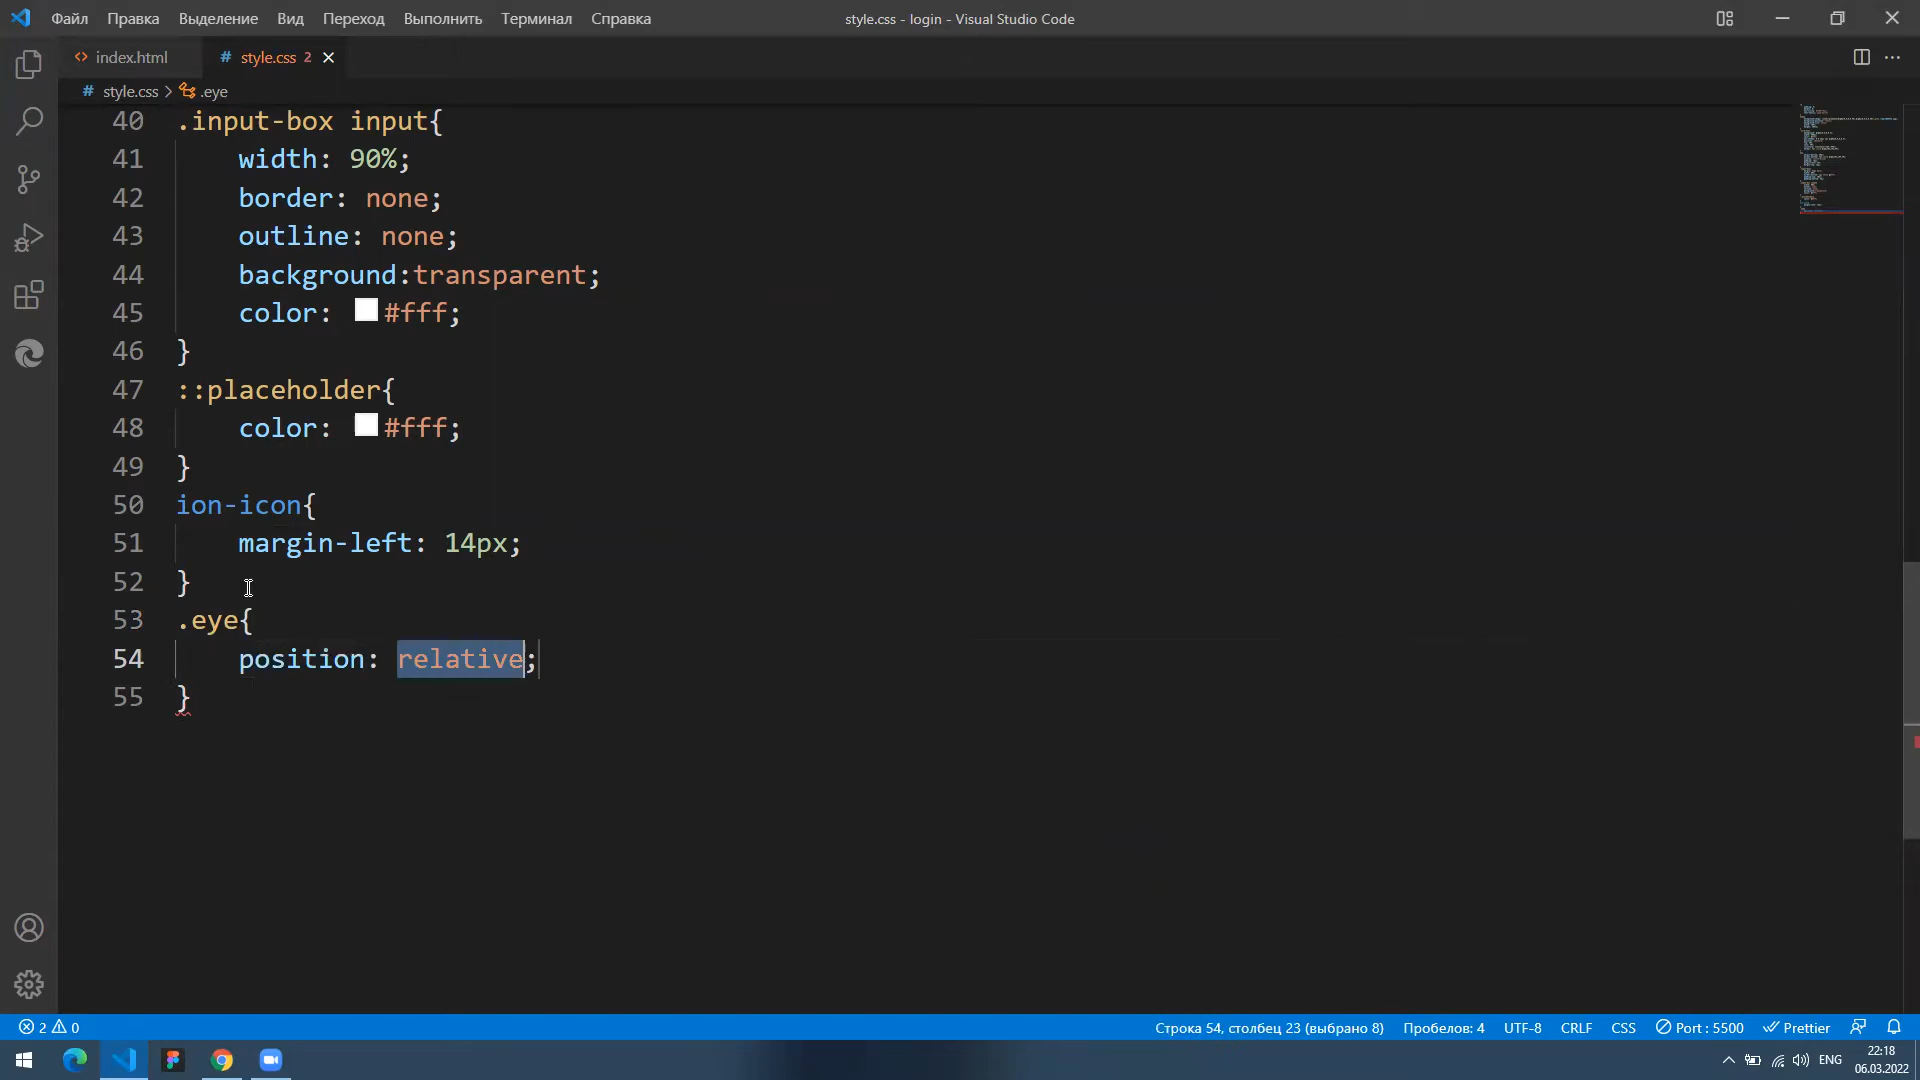 Файл Правка Выделение Вид Переход Выполнить Терминал Справка
style.css - login - Visual Studio Code
index.html
# style.css 2
# style.css > .eye
40 .input-box input{
41 width: 90%;
42 border: none;
43 outline: none;
44 background:transparent;
45 color: #fff;
46 }
47 ::placeholder{
48 color: #fff;
49 }
50 ion-icon{
51 margin-left: 14px;
52 }
53 .eye{
54 position: relative;
55 }
2 0
Строка 54, столбец 23 (выбрано 8) Пробелов: 4 UTF-8 CRLF CSS Port : 5500 Prettier
ENG
22:18
06.03.2022